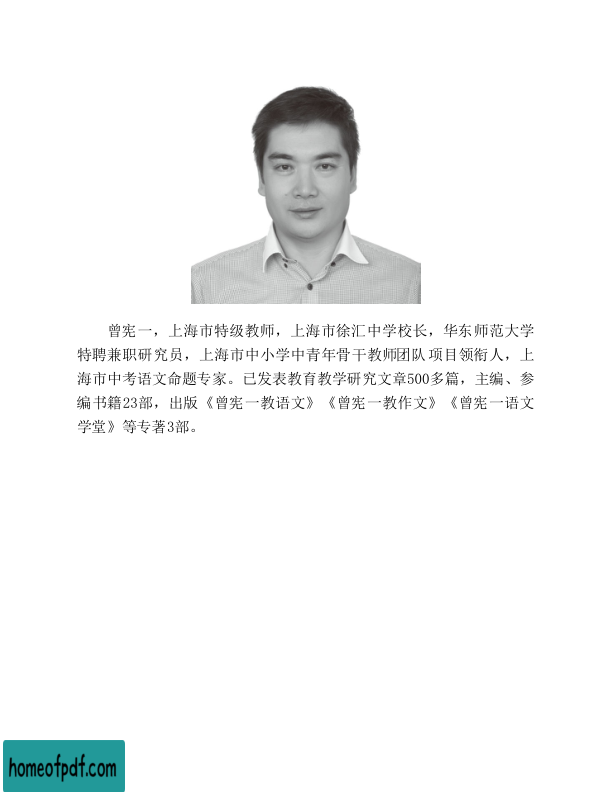 曾宪一，上海市特级教师，上海市徐汇中学校长，华东师范大学
特聘兼职研究员，上海市中小学中青年骨干教师团队项目领衔人，上
海市中考语文命题专家。已发表教育教学研究文章500多篇，主编、参
编书籍23部，出版《曾宪一教语文》《曾宪一教作文》《曾宪一语文
学堂》等专著3部。
homeofpdf.com